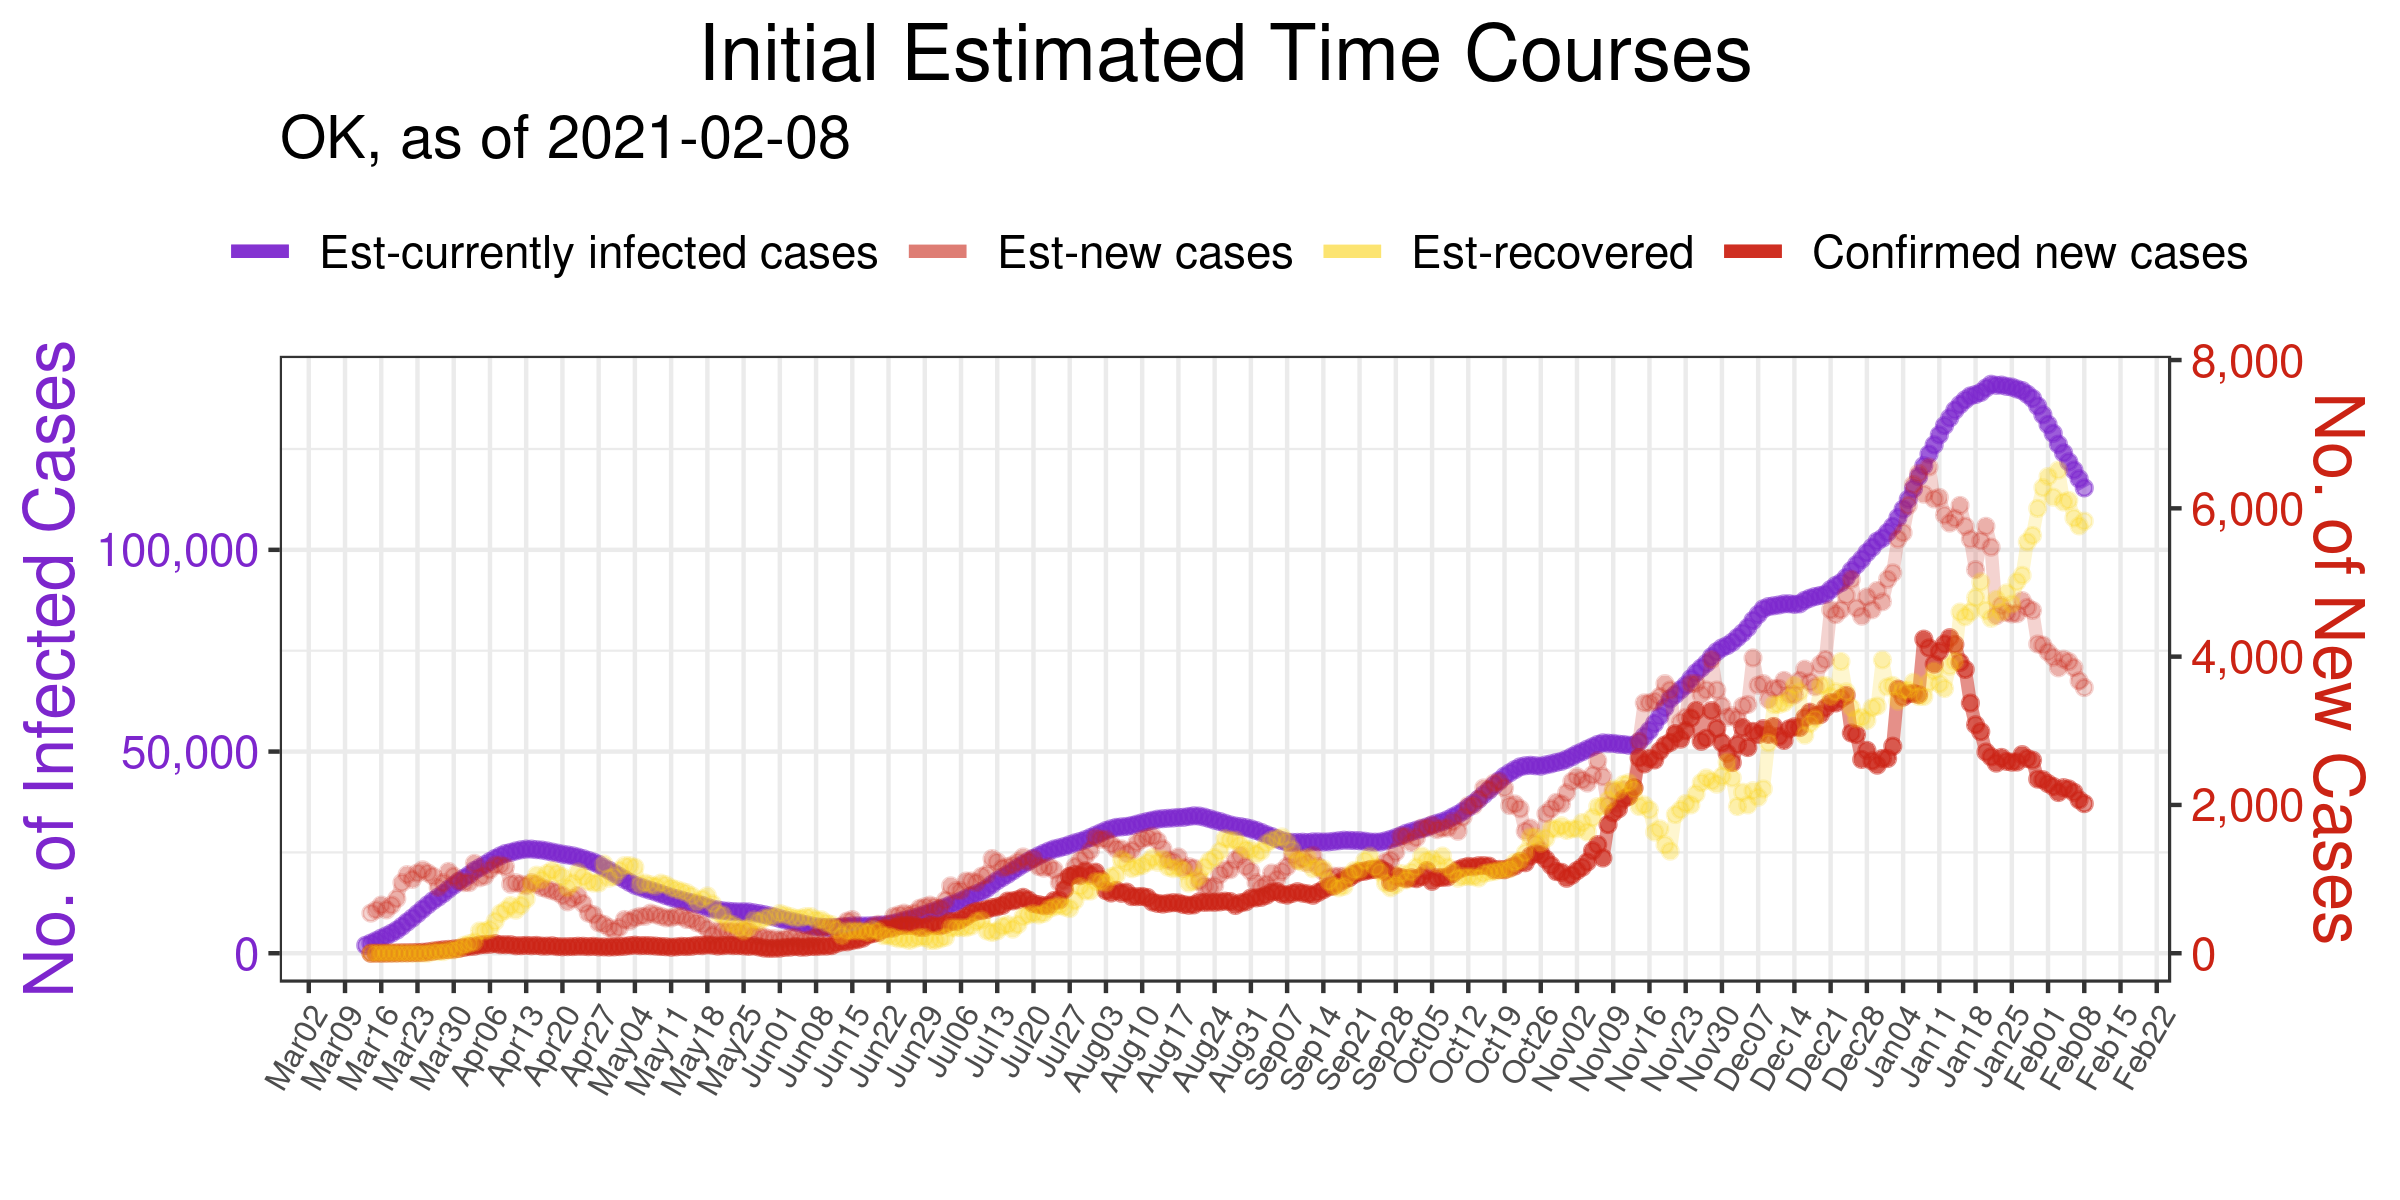 Initial Estimated Time Courses
OK, as of 2021-02-08
Est-currently infected cases Est-new cases Est-recovered Confirmed new cases
No. of Infected Cases
100,000
50,000
0
8,000
6,000
4,000
2,000
0
No. of New Cases
Mar02 Mar09 Mar16 Mar23 Mar30 Apr06 Apr13 Apr20 Apr27 May04 May11 May18 May25 Jun01 Jun08 Jun15 Jun22 Jun29 Jul06 Jul13 Jul20 Jul27 Aug03 Aug10 Aug17 Aug24 Aug31 Sep07 Sep14 Sep21 Sep28 Oct05 Oct12 Oct19 Oct26 Nov02 Nov09 Nov16 Nov23 Nov30 Dec07 Dec14 Dec21 Dec28 Jan04 Jan11 Jan18 Jan25 Feb01 Feb08 Feb15 Feb22